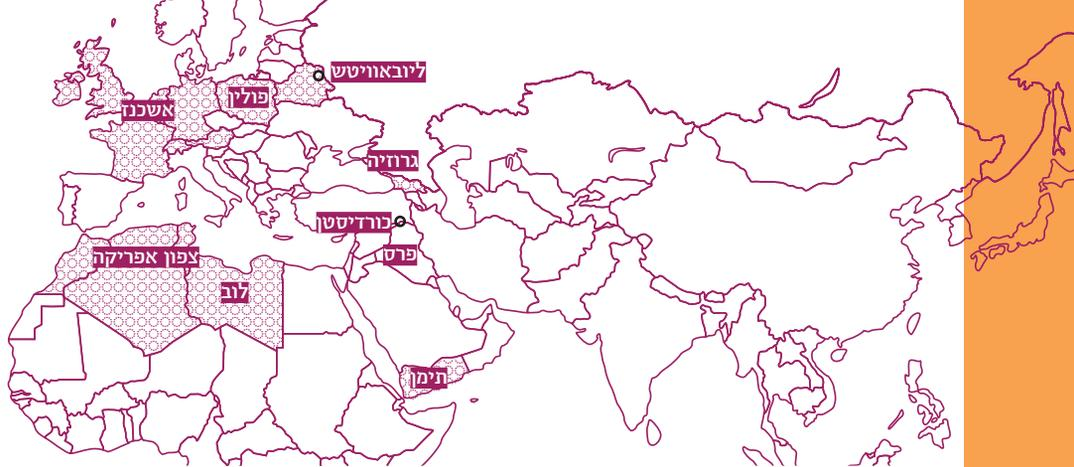 ליובאוויטש
פולין
אשכנז
גרוזיה
כורדיסטן
פרס
צפון אפריקה
לוב
תימן